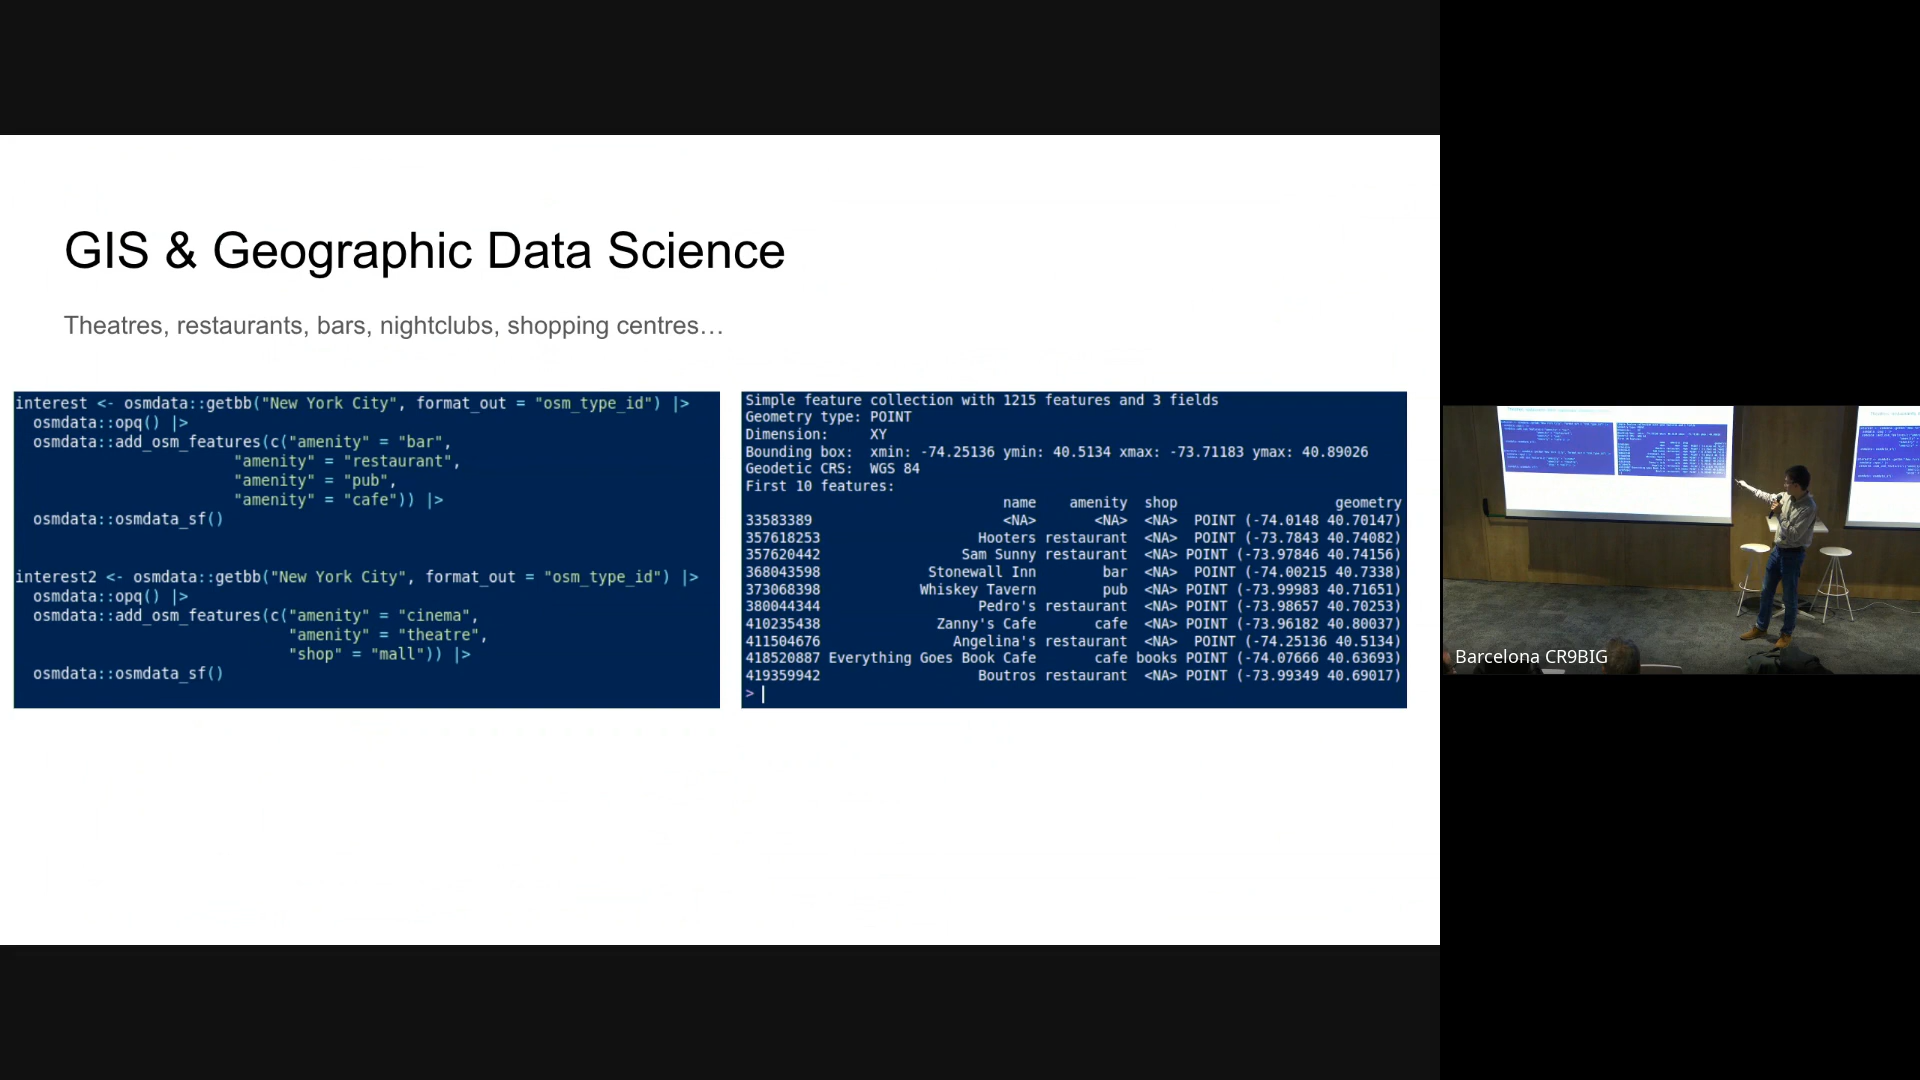 GIS & Geographic Data Science
Theatres, restaurants, bars, nightclubs, shopping centres…
interest <- osmdata::getbb("New York City", format_out = "osm_type_id") |>
  osmdata::opq() |>
  osmdata::add_osm_features(c("amenity" = "bar",
                              "amenity" = "restaurant",
                              "amenity" = "pub",
                              "amenity" = "cafe")) |>
  osmdata::osmdata_sf()
interest2 <- osmdata::getbb("New York City", format_out = "osm_type_id") |>
  osmdata::opq() |>
  osmdata::add_osm_features(c("amenity" = "cinema",
                              "amenity" = "theatre",
                              "shop" = "mall")) |>
  osmdata::osmdata_sf()
Simple feature collection with 1215 features and 3 fields
Geometry type: POINT
Dimension:     XY
Bounding box:  xmin: -74.25136 ymin: 40.5134 xmax: -73.71183 ymax: 40.89026
Geodetic CRS:  WGS 84
First 10 features:
name amenity shop geometry
33583389 <NA> <NA> <NA> POINT (-74.0148 40.70147)
357618253 Hooters restaurant <NA> POINT (-73.7843 40.74082)
357620442 Sam Sunny restaurant <NA> POINT (-73.97846 40.74156)
368043598 Stonewall Inn bar <NA> POINT (-74.00215 40.7338)
373068398 Whiskey Tavern pub <NA> POINT (-73.99983 40.71651)
380044344 Pedro's restaurant <NA> POINT (-73.98657 40.70253)
410235438 Zanny's Cafe cafe <NA> POINT (-73.96182 40.80037)
411504676 Angelina's restaurant <NA> POINT (-74.25136 40.5134)
418520887 Everything Goes Book Cafe cafe books POINT (-74.07666 40.63693)
419359942 Boutros restaurant <NA> POINT (-73.99349 40.69017)
>
Barcelona CR9BIG